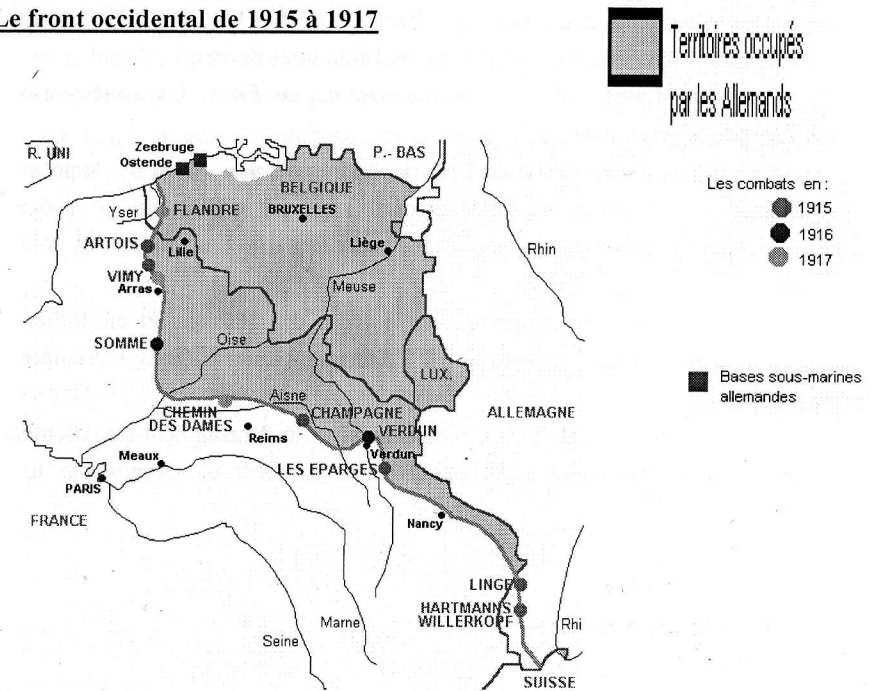 Le front occidental de 1915 à 1917
Territoires occupés
par les Allemands
R. UNI
Zeebruge
Ostende
P.- BAS
BELGIQUE
BRUXELLES
Yser
FLANDRE
Lille
Liège
Rhin
ARTOIS
VIMY
Arras
Meuse
SOMME
Oise
LUX.
Aisne
CHEMIN
DES DAMES
CHAMPAGNE
Reims
VERDUN
Verdun
ALLEMAGNE
Meaux
PARIS
LES EPARGES
FRANCE
Nancy
LINGE
HARTMANNS
WILLERKOPF
Rhi
Marne
Seine
SUISSE
Les combats en :
1915
1916
1917
Bases sous-marines
allemandes